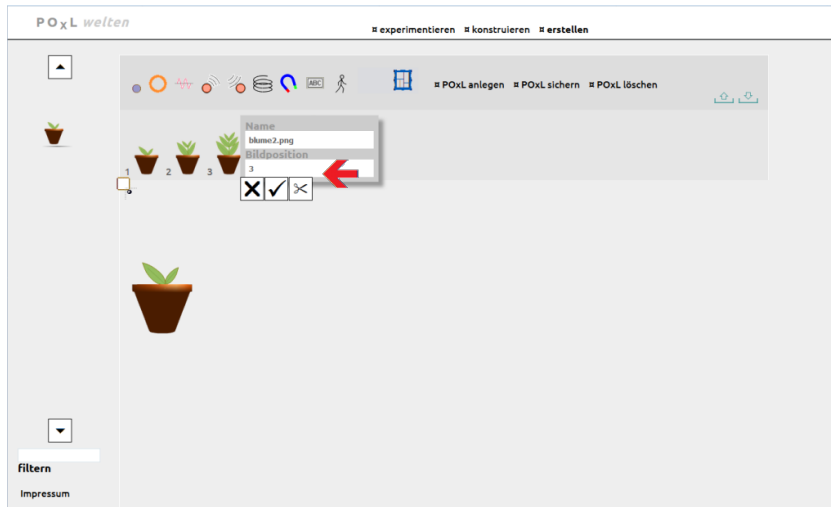 POXL welten
¤ experimentieren ¤ konstruieren ¤ erstellen
ABC
¤ POxL anlegen ¤ POxL sichern ¤ POxL löschen
Name
blume2.png
Bildposition
3
1 2 3
filtern
Impressum